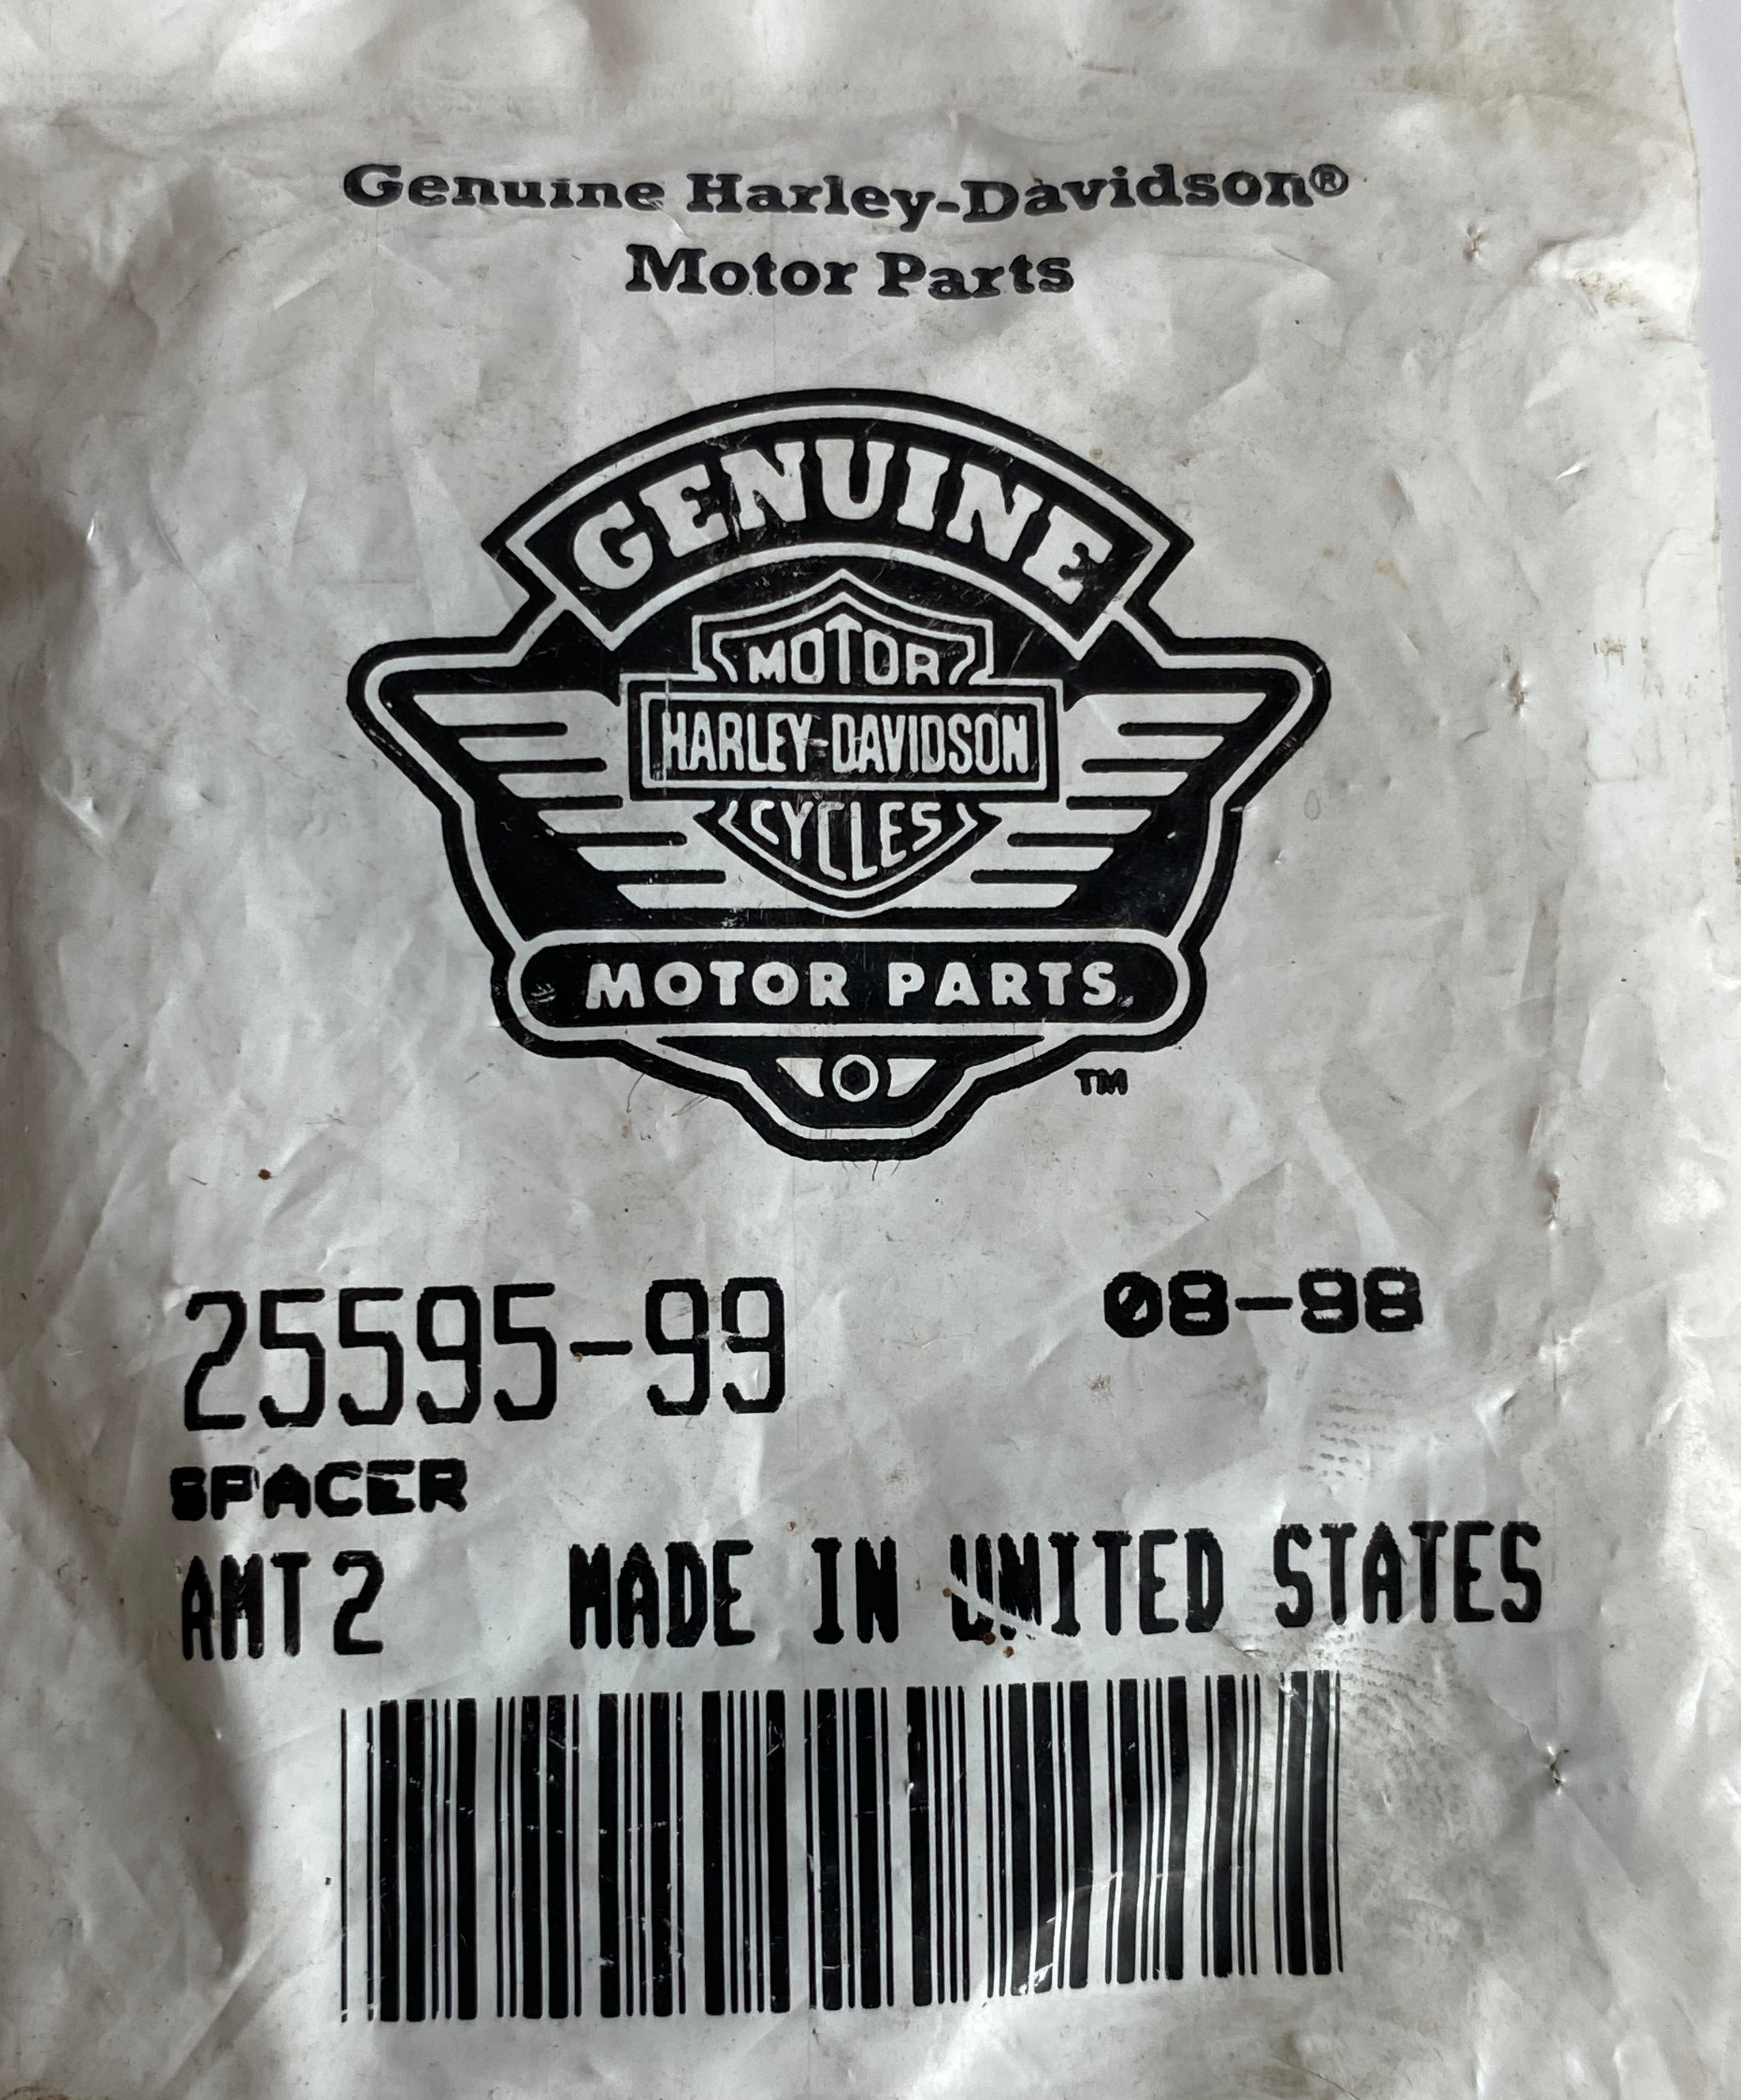 Genuine Harley-Davidson®
Motor Parts
GENUINE
MOTOR
HARLEY-DAVIDSON
CYCLES
MOTOR PARTS
TM
25595-99 08-98
SPACER
AMT 2 MADE IN UNITED STATES